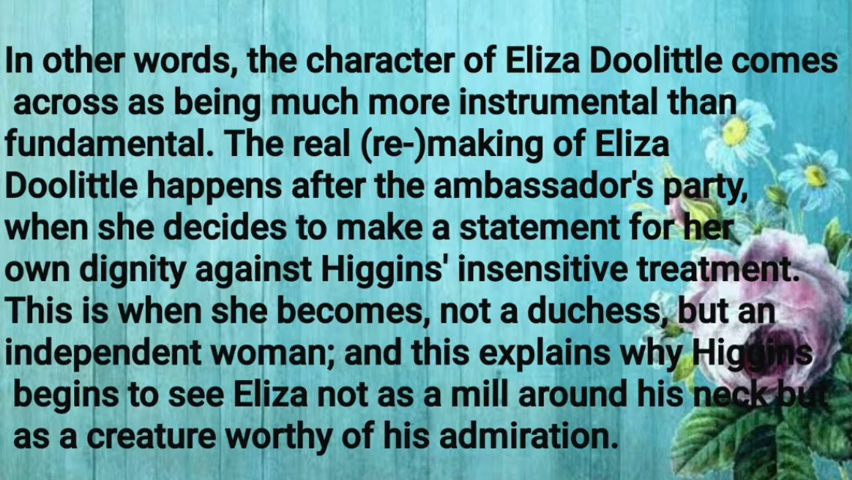 In other words, the character of Eliza Doolittle comes
across as being much more instrumental than
fundamental. The real (re-)making of Eliza
Doolittle happens after the ambassador's party,
when she decides to make a statement for her
own dignity against Higgins' insensitive treatment.
This is when she becomes, not a duchess, but an
independent woman; and this explains why Higgins
begins to see Eliza not as a mill around his neck but
as a creature worthy of his admiration.